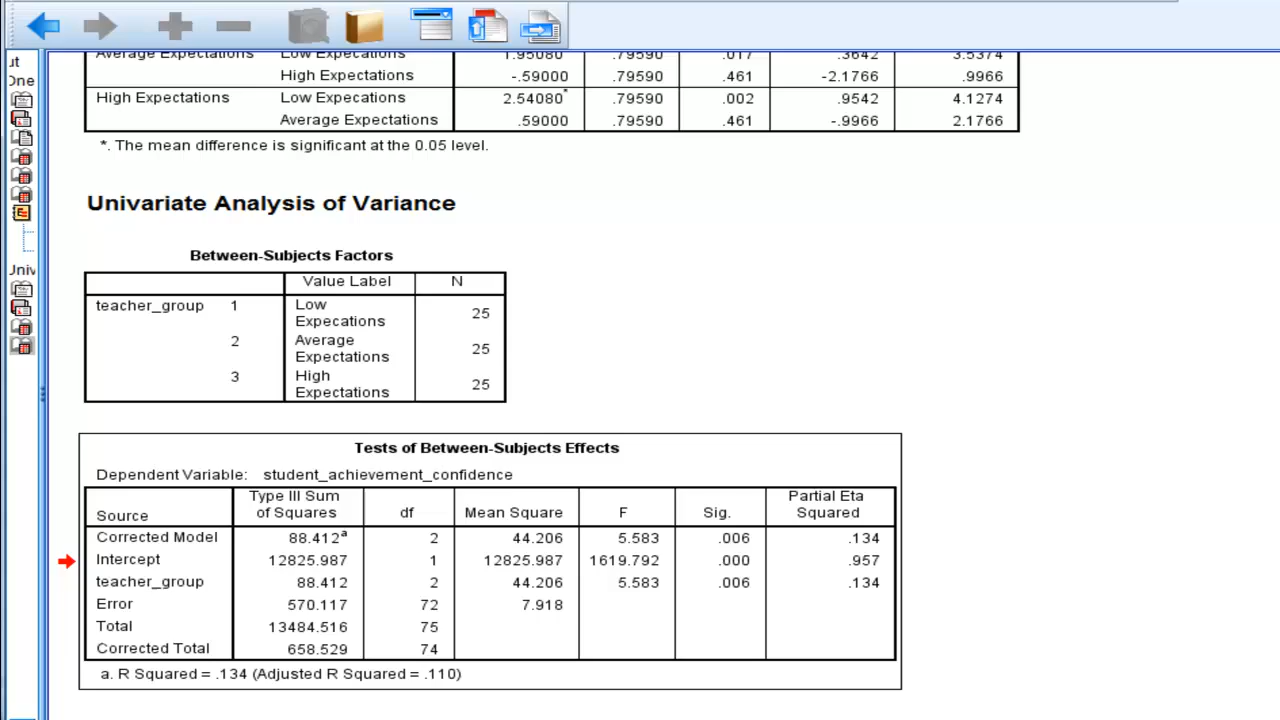 ut
One
Univ
Average Expectations Low Expecations 1.95080 .79590 .017 .3642 3.5374
High Expectations -.59000 .79590 .461 -2.1766 .9966
High Expectations Low Expecations 2.54080* .79590 .002 .9542 4.1274
Average Expectations .59000 .79590 .461 -.9966 2.1766
*. The mean difference is significant at the 0.05 level.
Univariate Analysis of Variance
Between-Subjects Factors
Value Label N
teacher_group 1 Low Expecations 25
2 Average Expectations 25
3 High Expectations 25
Tests of Between-Subjects Effects
Dependent Variable: student_achievement_confidence
Source Type III Sum of Squares df Mean Square F Sig. Partial Eta Squared
Corrected Model 88.412a 2 44.206 5.583 .006 .134
Intercept 12825.987 1 12825.987 1619.792 .000 .957
teacher_group 88.412 2 44.206 5.583 .006 .134
Error 570.117 72 7.918
Total 13484.516 75
Corrected Total 658.529 74
a. R Squared = .134 (Adjusted R Squared = .110)